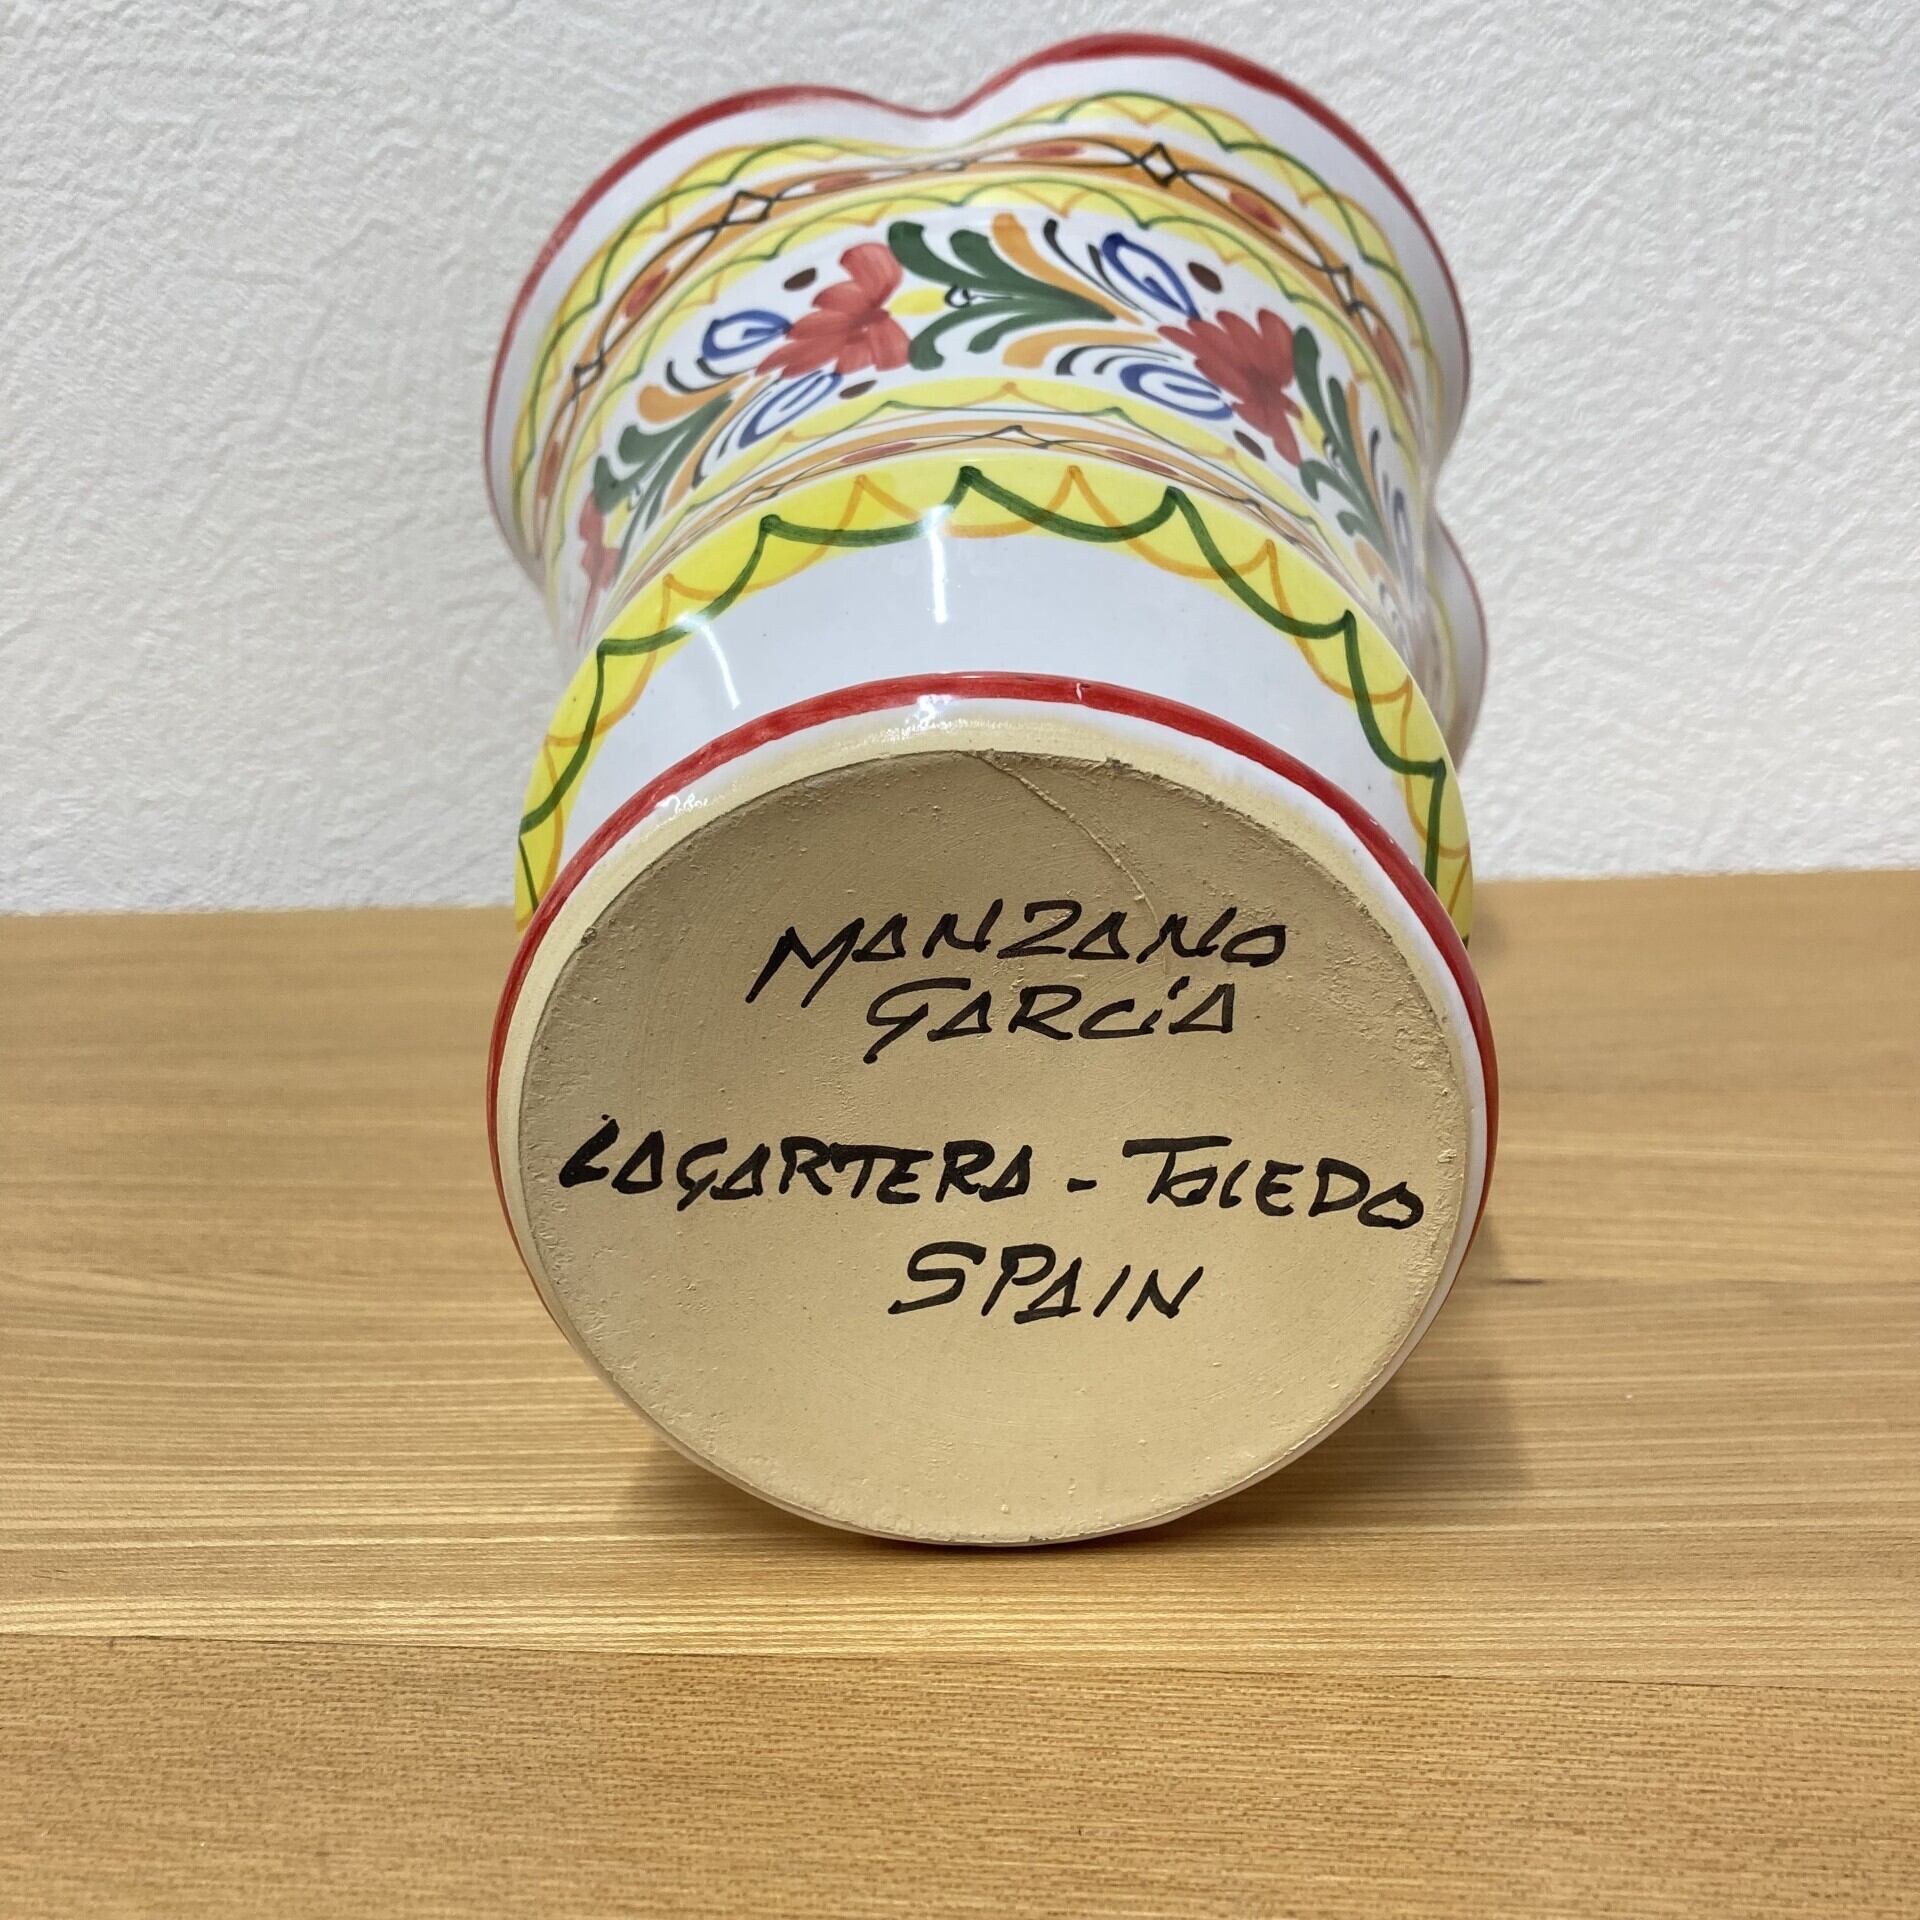 MANZANO
GARCÍA
LAGARTERA - TOLEDO
SPAIN